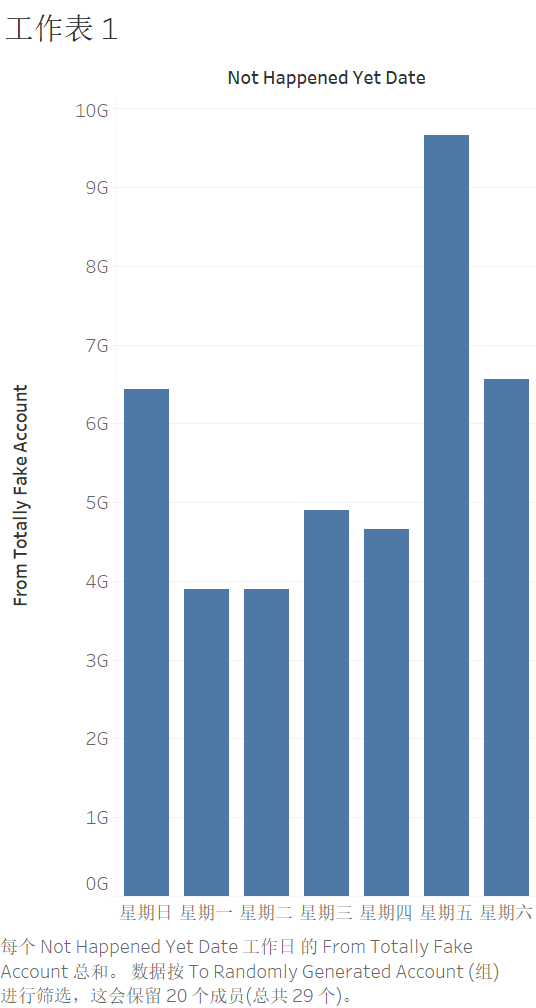 工作表 1
Not Happened Yet Date
From Totally Fake Account
10G
9G
8G
7G
6G
5G
4G
3G
2G
1G
0G
星期日 星期一 星期二 星期三 星期四 星期五 星期六
每个 Not Happened Yet Date 工作日 的 From Totally Fake
Account 总和。 数据按 To Randomly Generated Account (组)
进行筛选，这会保留 20 个成员(总共 29 个)。